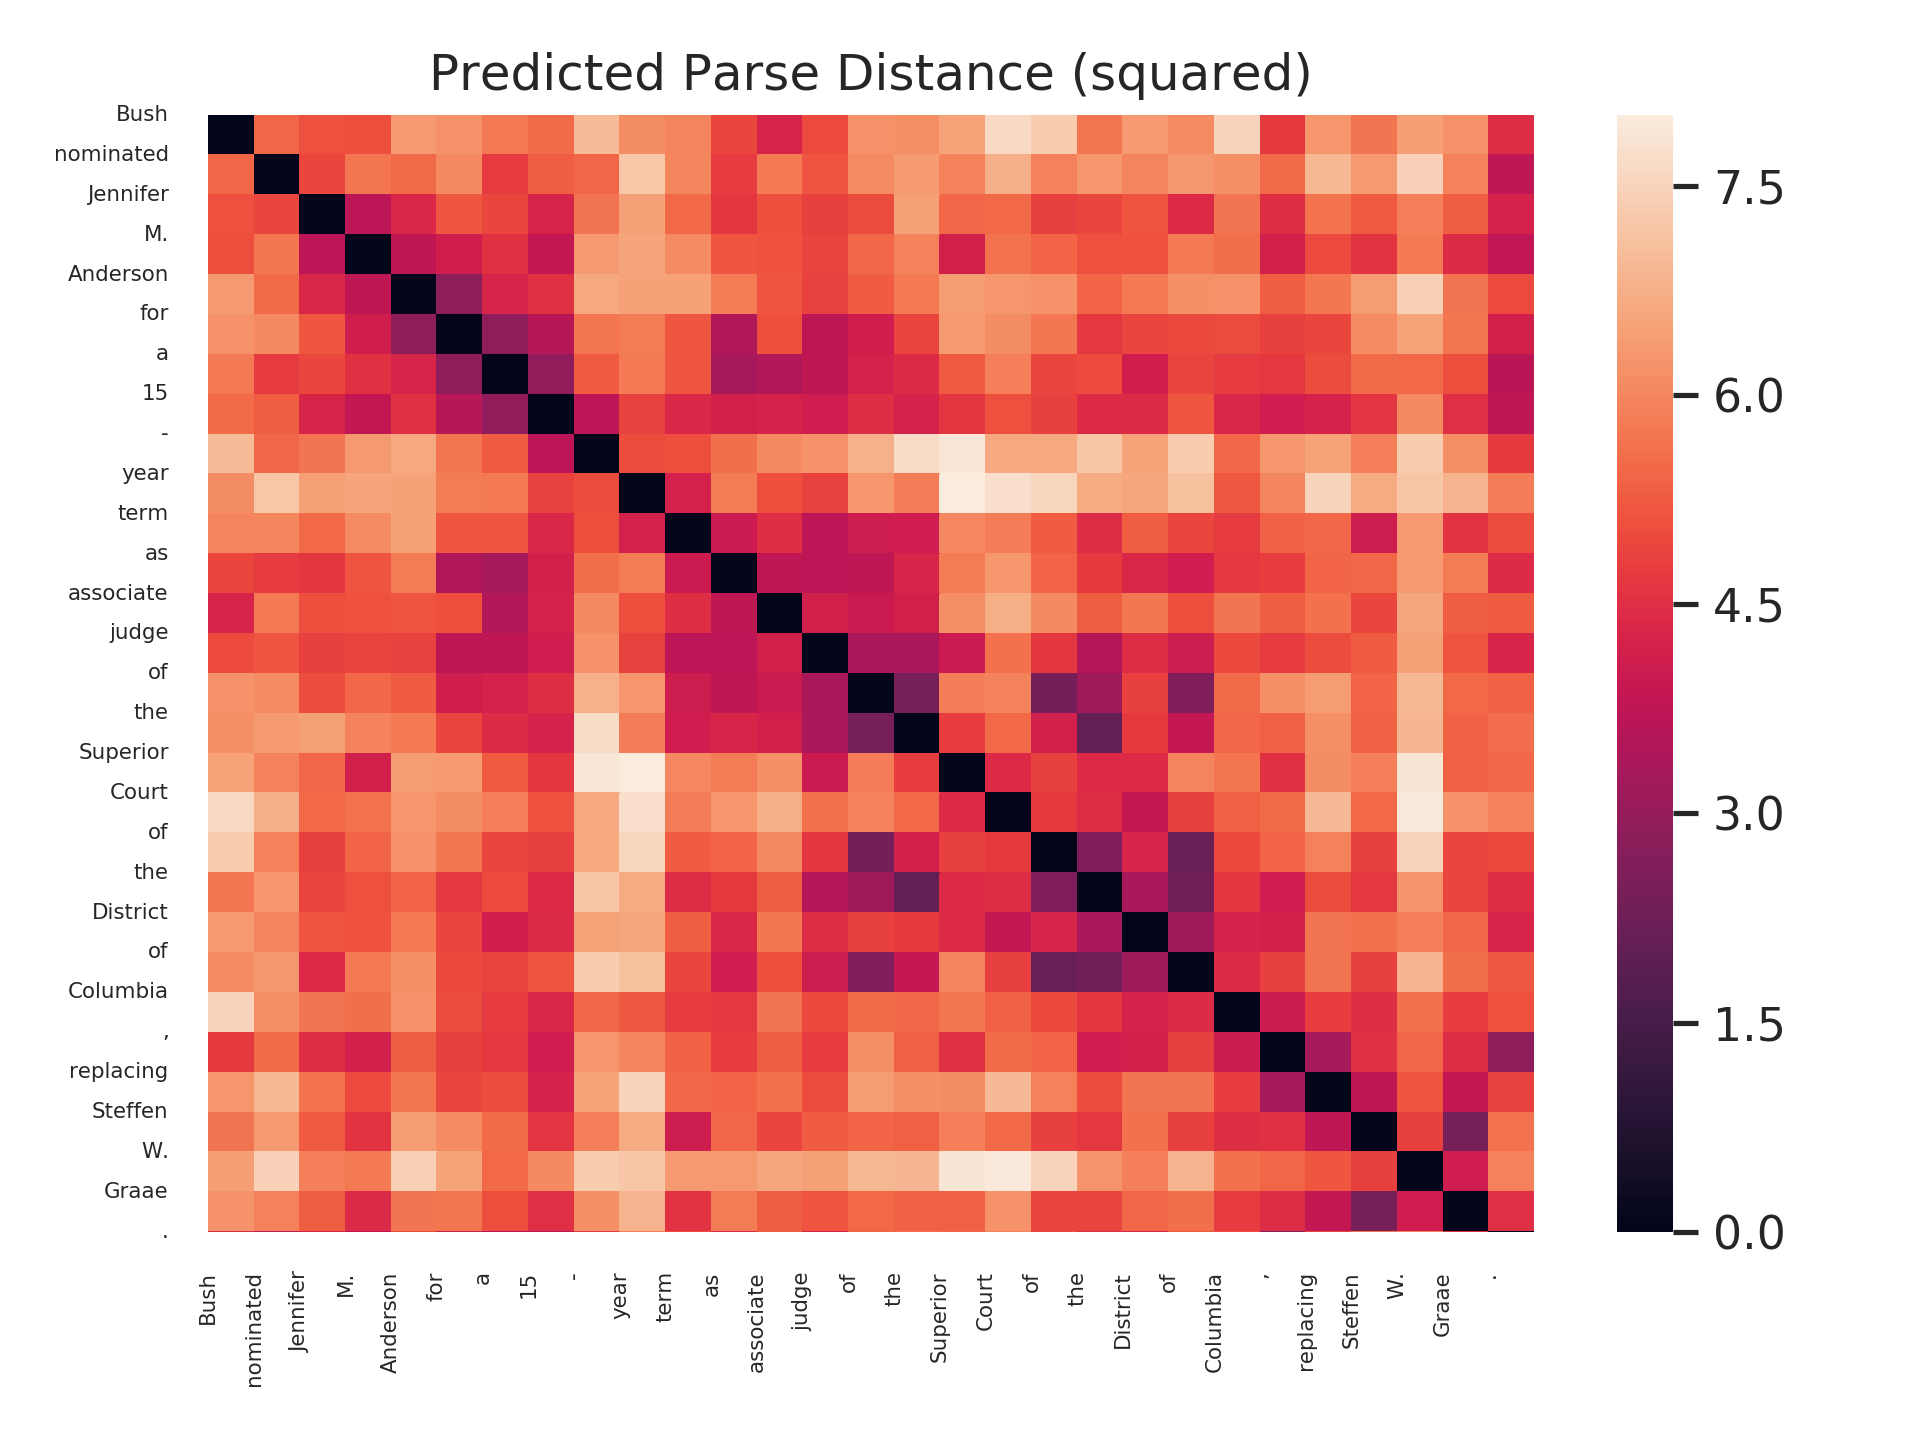 Predicted Parse Distance (squared)
Bush
nominated
Jennifer
M.
Anderson
for
a
15
-
year
term
as
associate
judge
of
the
Superior
Court
of
the
District
of
Columbia
,
replacing
Steffen
W.
Graae
.
7.5
6.0
4.5
3.0
1.5
0.0
Bush
nominated
Jennifer
M.
Anderson
for
a
15
-
year
term
as
associate
judge
of
the
Superior
Court
of
the
District
of
Columbia
,
replacing
Steffen
W.
Graae
.